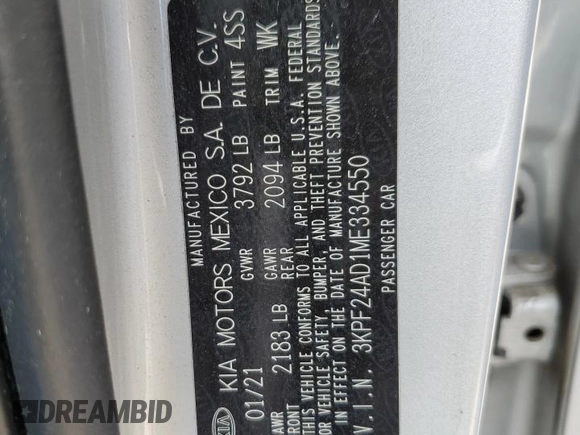 MANUFACTURED BY
KIA KIA MOTORS MEXICO S.A. DE C.V.
01/21 GVWR 3792 LB PAINT 4SS
GAWR FRONT 2183 LB GAWR REAR 2094 LB TRIM WK
THIS VEHICLE CONFORMS TO ALL APPLICABLE U.S.A. FEDERAL
MOTOR VEHICLE SAFETY, BUMPER, AND THEFT PREVENTION STANDARDS
IN EFFECT ON THE DATE OF MANUFACTURE SHOWN ABOVE.
V.I.N. 3KPF24AD1ME334550
PASSENGER CAR
DREAMBID